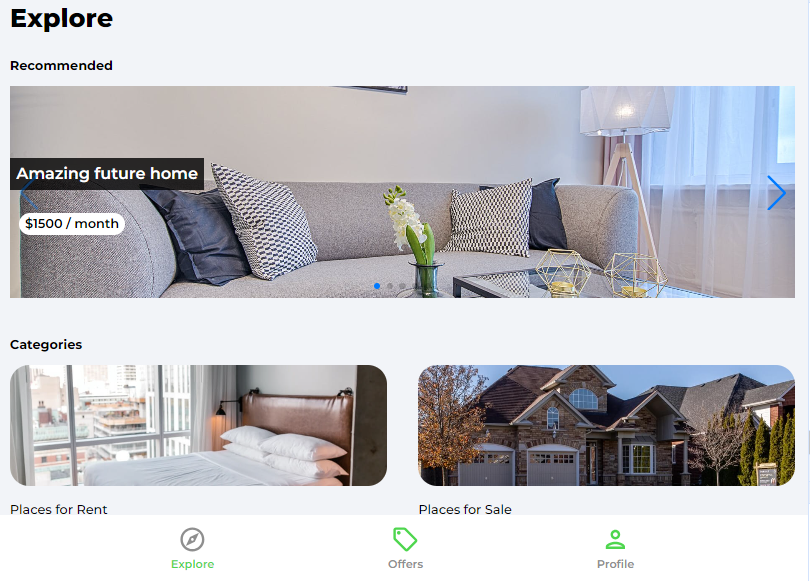 Explore
Recommended
Amazing future home
$1500 / month
Categories
Places for Rent
Places for Sale
Explore
Offers
Profile